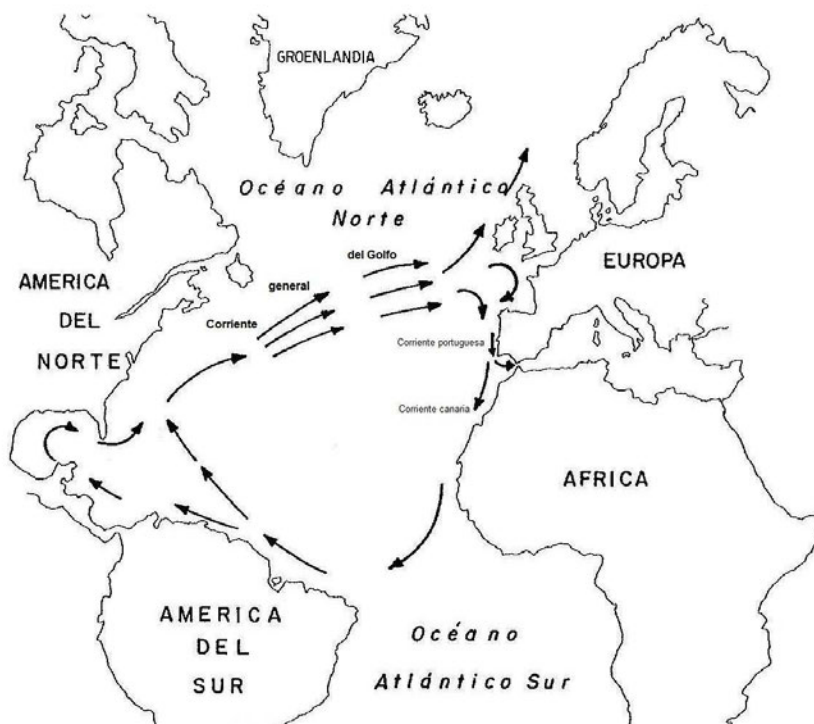 GROENLANDIA
Océano Atlántico
Norte
AMERICA
DEL
NORTE
Corriente
general
del Golfo
EUROPA
Corriente portuguesa
Corriente canaria
AFRICA
AMERICA
DEL
SUR
Océano
Atlántico Sur